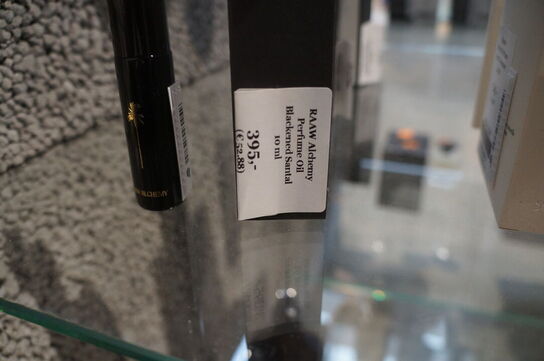 RAAW Alchemy
Perfume Oil
Blackened Santal
10 ml
395,-
(€ 52.88)